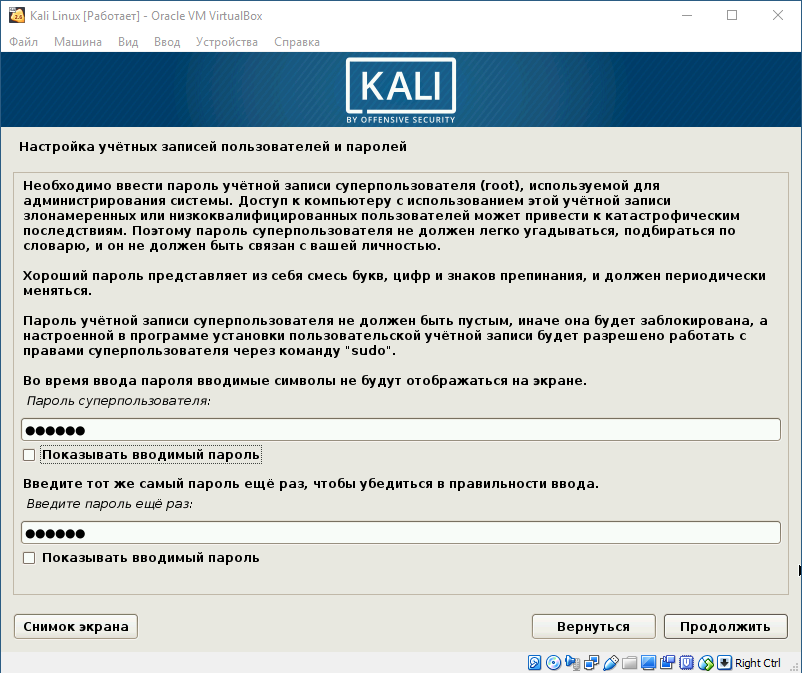 Kali Linux [Работает] - Oracle VM VirtualBox
Файл Машина Вид Ввод Устройства Справка
KALI
BY OFFENSIVE SECURITY
Настройка учётных записей пользователей и паролей
Необходимо ввести пароль учётной записи суперпользователя (root), используемой для
администрирования системы. Доступ к компьютеру с использованием этой учётной записи
злонамеренных или низкоквалифицированных пользователей может привести к катастрофическим
последствиям. Поэтому пароль суперпользователя не должен легко угадываться, подбираться по
словарю, и он не должен быть связан с вашей личностью.
Хороший пароль представляет из себя смесь букв, цифр и знаков препинания, и должен периодически
меняться.
Пароль учётной записи суперпользователя не должен быть пустым, иначе она будет заблокирована, а
настроенной в программе установки пользовательской учётной записи будет разрешено работать с
правами суперпользователя через команду "sudo".
Во время ввода пароля вводимые символы не будут отображаться на экране.
Пароль суперпользователя:
●●●●●●
Показывать вводимый пароль
Введите тот же самый пароль ещё раз, чтобы убедиться в правильности ввода.
Введите пароль ещё раз:
●●●●●●
Показывать вводимый пароль
Снимок экрана Вернуться Продолжить
Right Ctrl